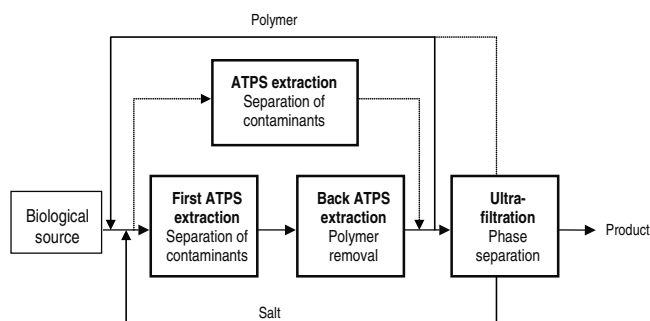 Polymer
ATPS extraction
Separation of
contaminants
Biological
source
First ATPS
extraction
Separation of
contaminants
Back ATPS
extraction
Polymer
removal
Ultra-
filtration
Phase
separation
Product
Salt